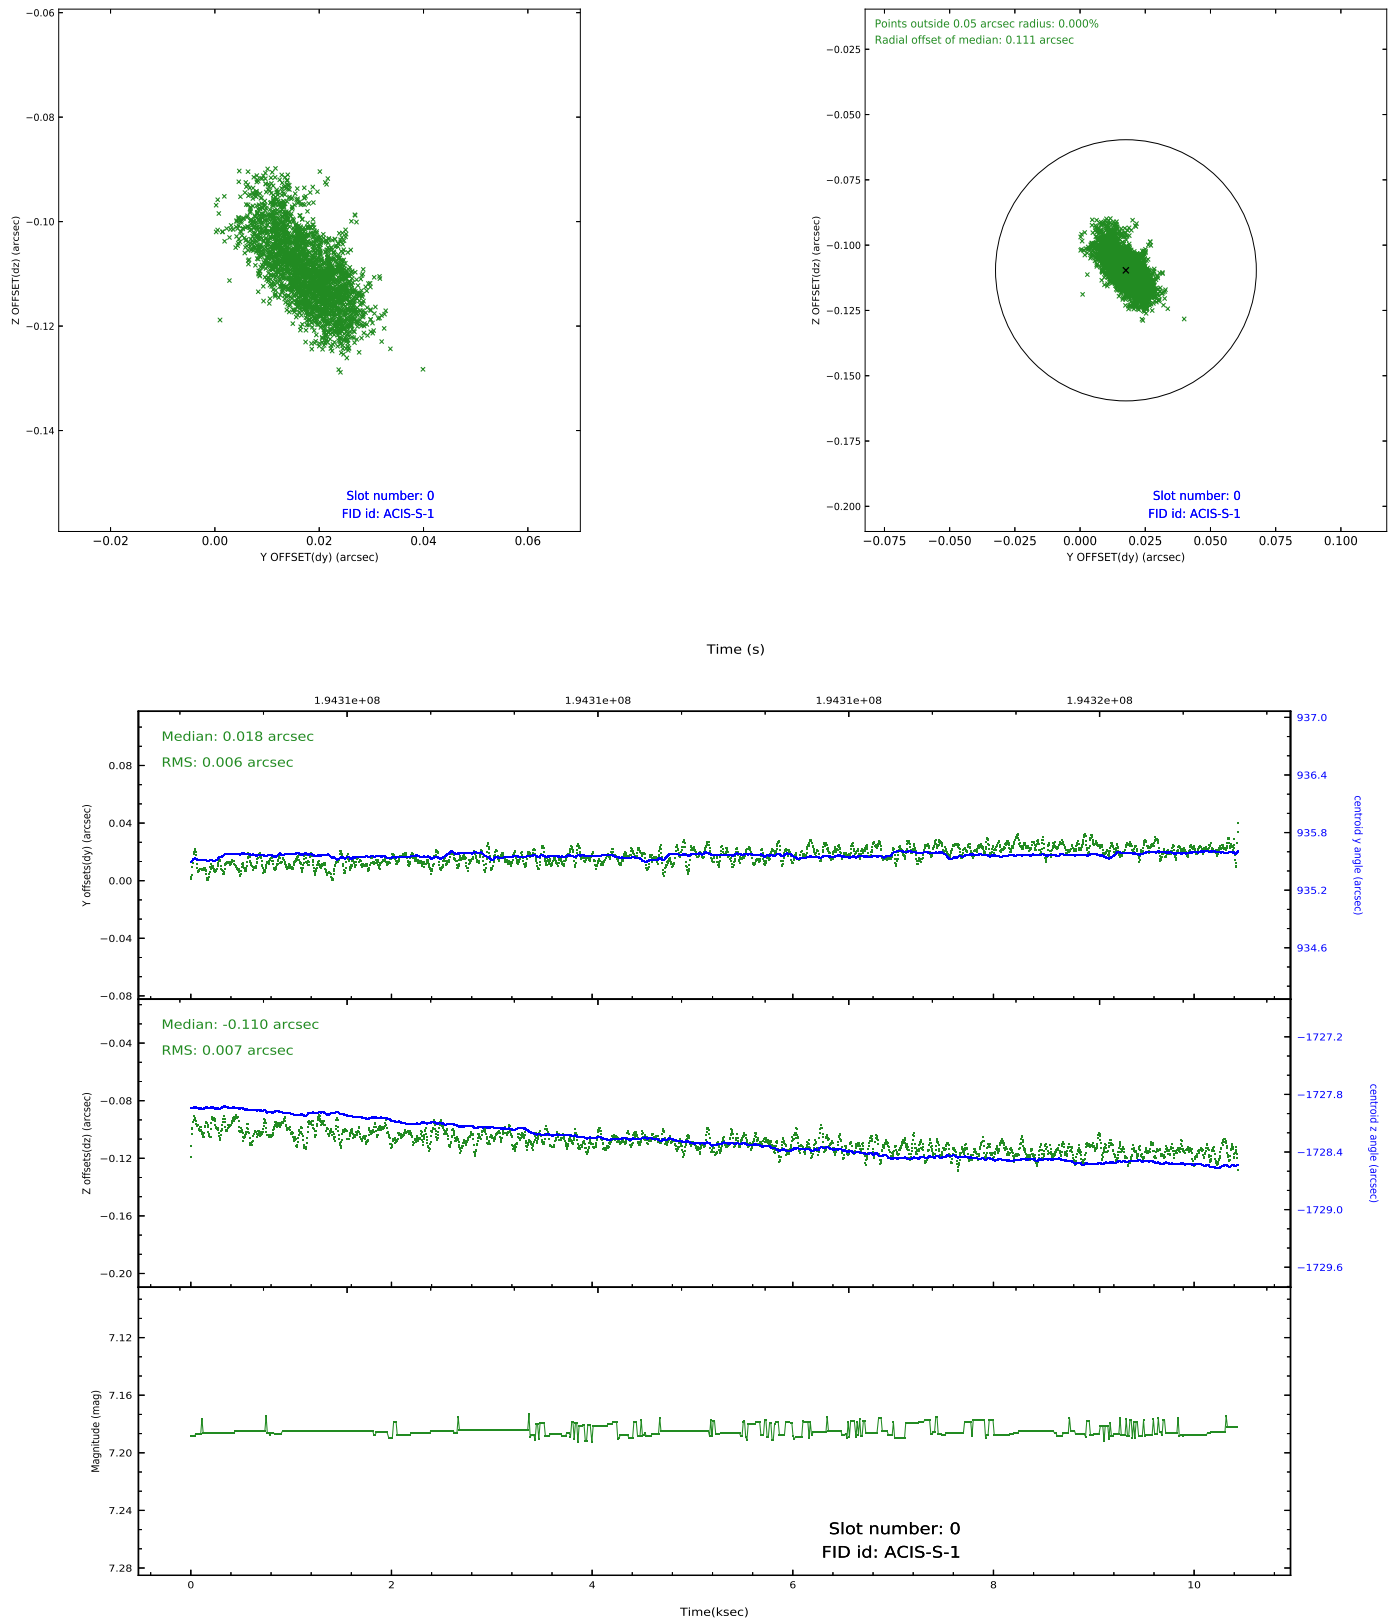 −0.06
−0.08
−0.10
−0.12
−0.14
Z OFFSET(dz) (arcsec)
Slot number: 0
FID id: ACIS-S-1
−0.02 0.00 0.02 0.04 0.06
Y OFFSET(dy) (arcsec)
Points outside 0.05 arcsec radius: 0.000%
Radial offset of median: 0.111 arcsec
−0.025
−0.050
−0.075
−0.100
−0.125
−0.150
−0.175
−0.200
Z OFFSET(dz) (arcsec)
Slot number: 0
FID id: ACIS-S-1
−0.075 −0.050 −0.025 0.000 0.025 0.050 0.075 0.100
Y OFFSET(dy) (arcsec)
Time (s)
1.9431e+08 1.9431e+08 1.9431e+08 1.9432e+08
Median: 0.018 arcsec
RMS: 0.006 arcsec
0.08
0.04
0.00
−0.04
−0.08
Y offsets(dy) (arcsec)
937.0
936.4
935.8
935.2
934.6
centroid y angle (arcsec)
Median: -0.110 arcsec
RMS: 0.007 arcsec
−0.04
−0.08
−0.12
−0.16
−0.20
Z offsets(dz) (arcsec)
−1727.2
−1727.8
−1728.4
−1729.0
−1729.6
centroid z angle (arcsec)
7.12
7.16
7.20
7.24
7.28
Magnitude (mag)
Slot number: 0
FID id: ACIS-S-1
0 2 4 6 8 10
Time(ksec)